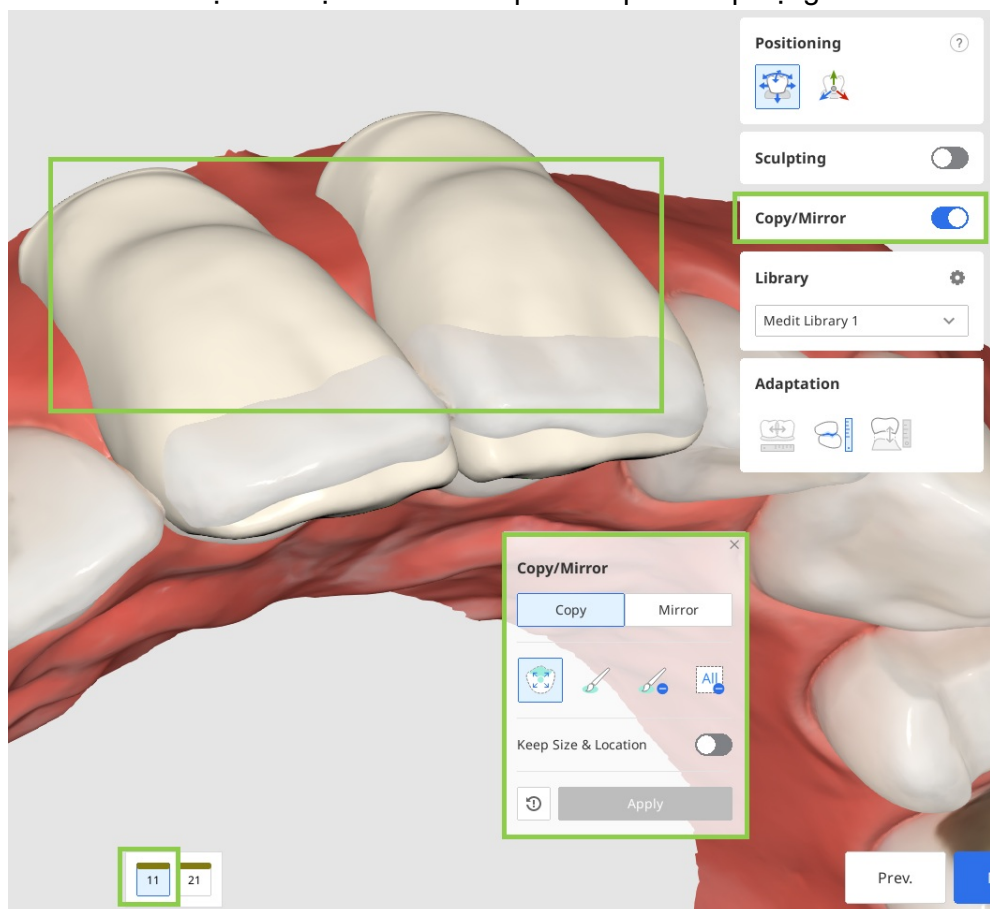 Positioning
?
Sculpting
Copy/Mirror
Library
Medit Library 1
Adaptation
Copy/Mirror
Copy
Mirror
All
Keep Size & Location
Apply
11
21
Prev.